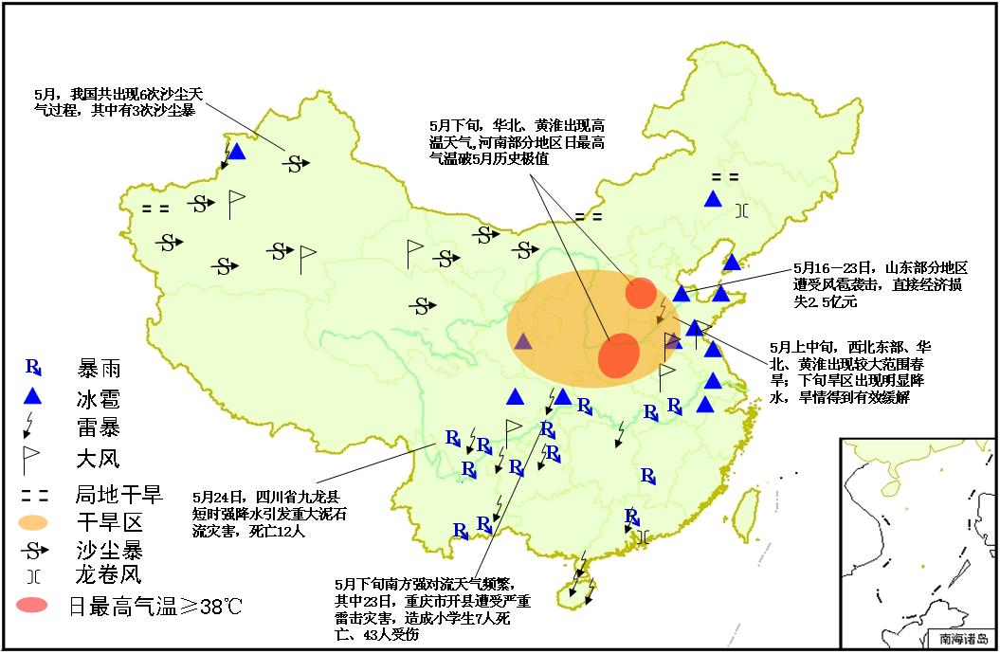 5月，我国共出现6次沙尘天
气过程，其中有3次沙尘暴
5月下旬，华北、黄淮出现高
温天气,河南部分地区日最高
气温破5月历史极值
5月16－23日，山东部分地区
遭受风雹袭击，直接经济损
失2.5亿元
5月上中旬，西北东部、华
北、黄淮出现较大范围春
旱；下旬旱区出现明显降
水，旱情得到有效缓解
暴雨
冰雹
雷暴
大风
局地干旱
干旱区
沙尘暴
龙卷风
日最高气温≥38℃
5月24日，四川省九龙县
短时强降水引发重大泥石
流灾害，死亡12人
5月下旬南方强对流天气频繁，
其中23日，重庆市开县遭受严重
雷击灾害，造成小学生7人死
亡、43人受伤
南海诸岛